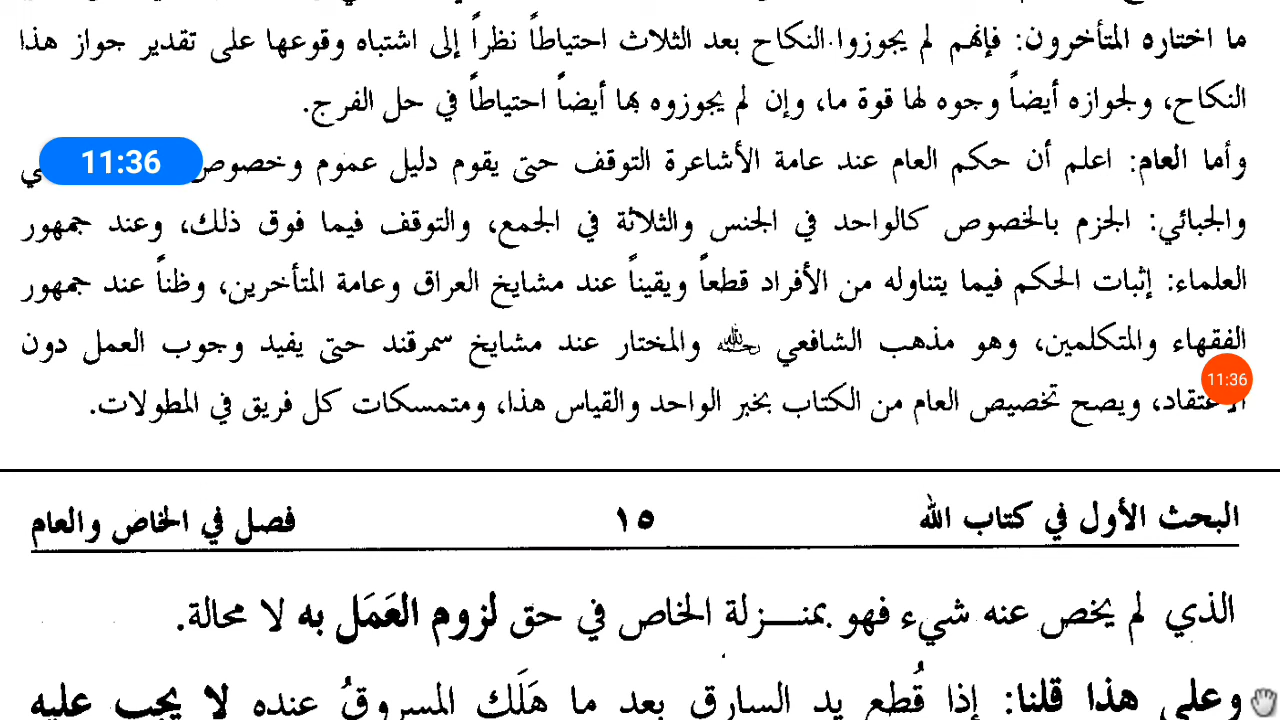 ما اختاره المتأخرون: فإنهم لم يجوزوا النكاح بعد الثلاث احتياطاً نظراً إلى اشتباه وقوعها على تقدير جواز هذا
النكاح، ولجوازه أيضاً وجوه لها قوة ما، وإن لم يجوزوه بها أيضاً احتياطاً في حل الفرج.
وأما العام: اعلم أن حكم العام عند عامة الأشاعرة التوقف حتى يقوم دليل عموم وخصوص
11:36
والجبائي: الجزم بالخصوص كالواحد في الجنس والثلاثة في الجمع، والتوقف فيما فوق ذلك، وعند جمهور
العلماء: إثبات الحكم فيما يتناوله من الأفراد قطعاً ويقيناً عند مشايخ العراق وعامة المتأخرين، وظناً عند جمهور
الفقهاء والمتكلمين، وهو مذهب الشافعي رحمه الله والمختار عند مشايخ سمرقند حتى يفيد وجوب العمل دون
11:36
الاعتقاد، ويصح تخصيص العام من الكتاب بخبر الواحد والقياس هذا، ومتمسكات كل فريق في المطولات.
البحث الأول في كتاب الله ١٥ فصل في الخاص والعام
الذي لم يخص عنه شيء فهو بمنـزلة الخاص في حق لزوم العَمَل به لا محالة.
وعلى هذا قلنا: إذا قُطع يد السارق بعد ما هَلَك المسروقُ عنده لا يجب عليه